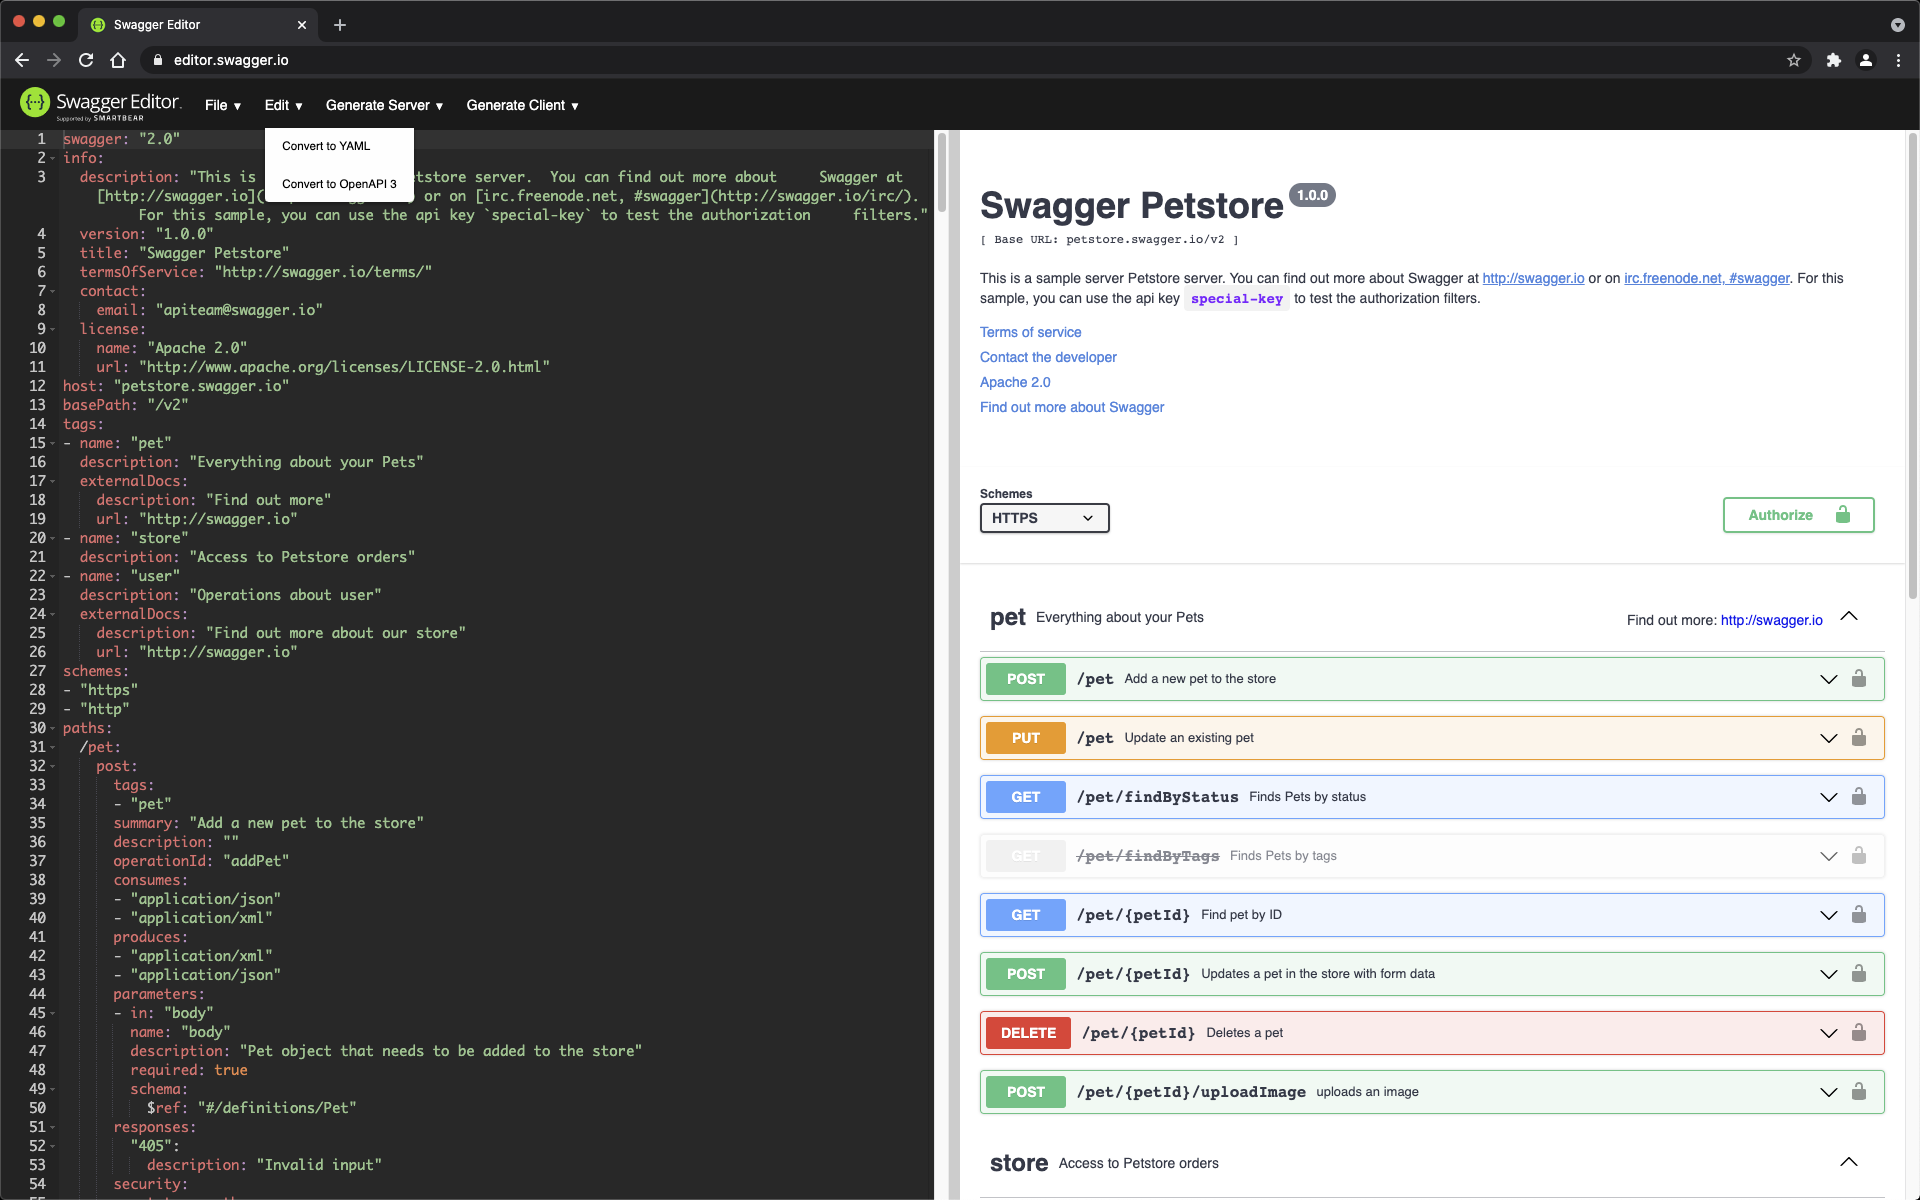 Swagger Editor
editor.swagger.io
Swagger Editor.
Supported by SMARTBEAR
File ▾ Edit ▾ Generate Server ▾ Generate Client ▾
Convert to YAML
Convert to OpenAPI 3
1 swagger: "2.0"
2 info:
3 description: "This is etstore server. You can find out more about Swagger at
[http://swagger.io]( or on [irc.freenode.net, #swagger](http://swagger.io/irc/).
For this sample, you can use the api key `special-key` to test the authorization filters."
4 version: "1.0.0"
5 title: "Swagger Petstore"
6 termsOfService: "http://swagger.io/terms/"
7 contact:
8 email: "apiteam@swagger.io"
9 license:
10 name: "Apache 2.0"
11 url: "http://www.apache.org/licenses/LICENSE-2.0.html"
12 host: "petstore.swagger.io"
13 basePath: "/v2"
14 tags:
15 - name: "pet"
16 description: "Everything about your Pets"
17 externalDocs:
18 description: "Find out more"
19 url: "http://swagger.io"
20 - name: "store"
21 description: "Access to Petstore orders"
22 - name: "user"
23 description: "Operations about user"
24 externalDocs:
25 description: "Find out more about our store"
26 url: "http://swagger.io"
27 schemes:
28 - "https"
29 - "http"
30 paths:
31 /pet:
32 post:
33 tags:
34 - "pet"
35 summary: "Add a new pet to the store"
36 description: ""
37 operationId: "addPet"
38 consumes:
39 - "application/json"
40 - "application/xml"
41 produces:
42 - "application/xml"
43 - "application/json"
44 parameters:
45 - in: "body"
46 name: "body"
47 description: "Pet object that needs to be added to the store"
48 required: true
49 schema:
50 $ref: "#/definitions/Pet"
51 responses:
52 "405":
53 description: "Invalid input"
54 security:
Swagger Petstore 1.0.0
[ Base URL: petstore.swagger.io/v2 ]
This is a sample server Petstore server. You can find out more about Swagger at http://swagger.io or on irc.freenode.net, #swagger. For this
sample, you can use the api key special-key to test the authorization filters.
Terms of service
Contact the developer
Apache 2.0
Find out more about Swagger
Schemes
HTTPS
Authorize
pet Everything about your Pets Find out more: http://swagger.io
POST /pet Add a new pet to the store
PUT /pet Update an existing pet
GET /pet/findByStatus Finds Pets by status
GET /pet/findByTags Finds Pets by tags
GET /pet/{petId} Find pet by ID
POST /pet/{petId} Updates a pet in the store with form data
DELETE /pet/{petId} Deletes a pet
POST /pet/{petId}/uploadImage uploads an image
store Access to Petstore orders